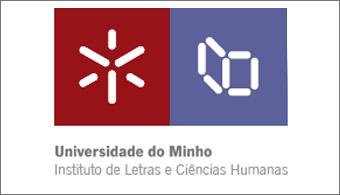 Universidade do Minho
Instituto de Letras e Ciências Humanas